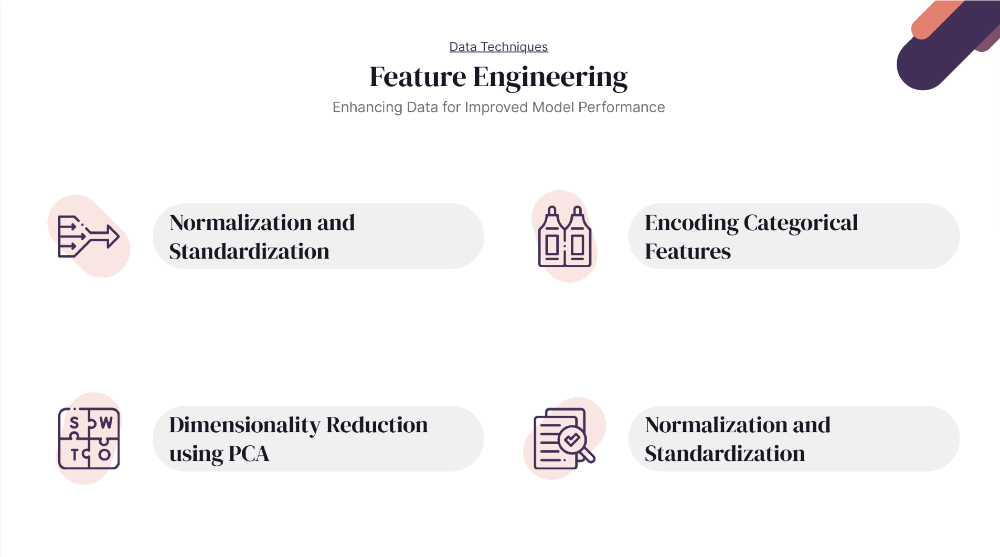 Data Techniques
Feature Engineering
Enhancing Data for Improved Model Performance
Normalization and
Standardization
Encoding Categorical
Features
S W
T O
Dimensionality Reduction
using PCA
Normalization and
Standardization